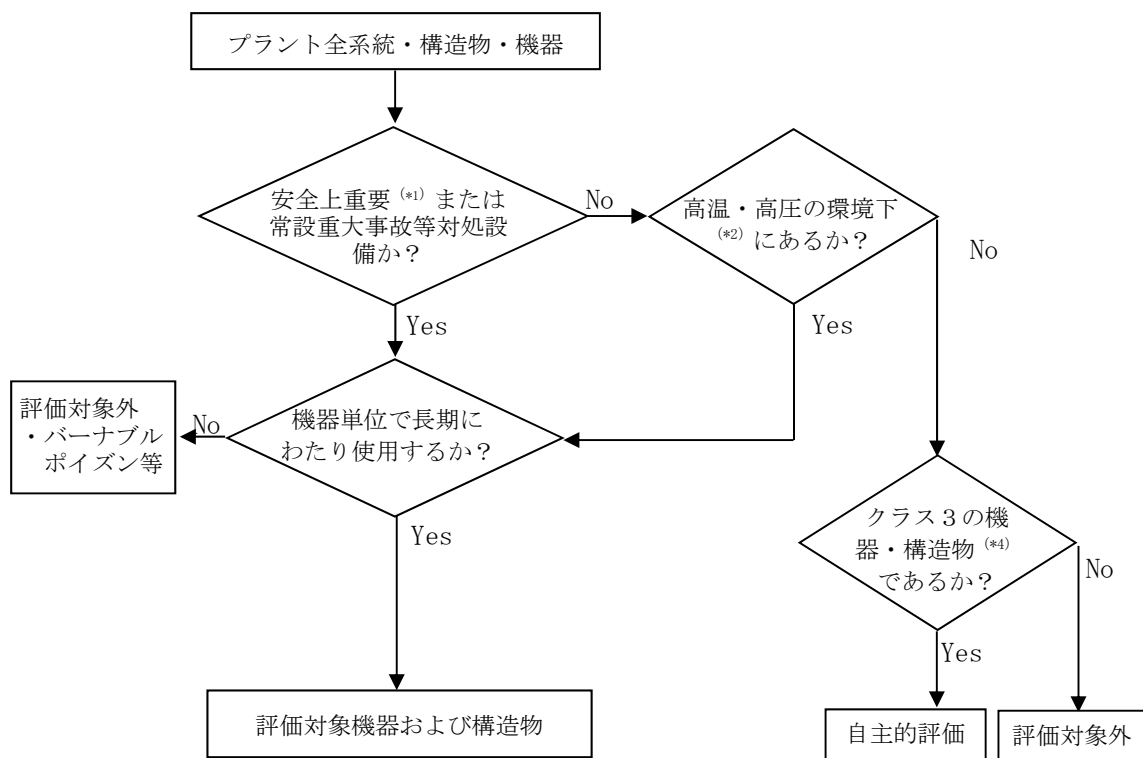 プラント全系統・構造物・機器
安全上重要(*1)または
常設重大事故等対処設
備か？
No
高温・高圧の環境下
(*2)にあるか？
No
Yes
Yes
評価対象外
・バーナブル
ポイズン等
No
機器単位で長期に
わたり使用するか？
Yes
クラス３の機
器・構造物(*4)
であるか？
No
Yes
評価対象機器および構造物
自主的評価
評価対象外